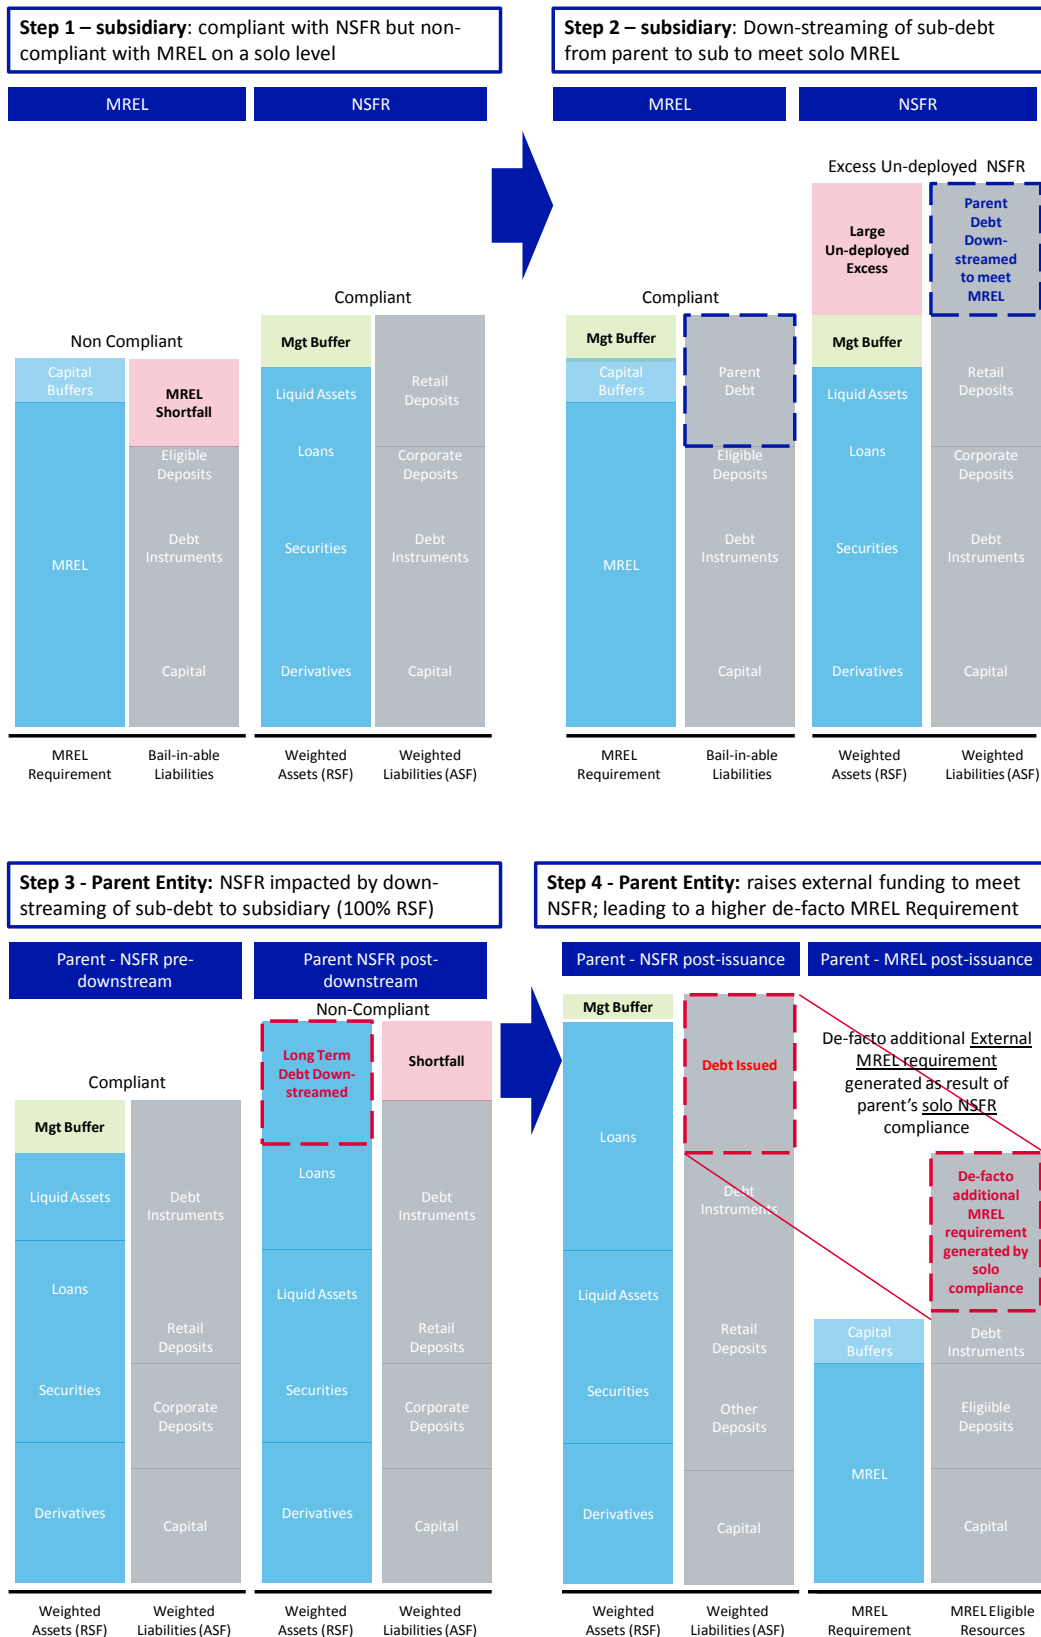 Step 1 – subsidiary: compliant with NSFR but non-
compliant with MREL on a solo level
MREL
NSFR
Non Compliant
Compliant
Capital
Buffers
MREL
MREL
Shortfall
Eligible
Deposits
Debt
Instruments
Capital
Mgt Buffer
Liquid Assets
Loans
Securities
Derivatives
Retail
Deposits
Corporate
Deposits
Debt
Instruments
Capital
MREL
Requirement
Bail-in-able
Liabilities
Weighted
Assets (RSF)
Weighted
Liabilities (ASF)
Step 2 – subsidiary: Down-streaming of sub-debt
from parent to sub to meet solo MREL
MREL
NSFR
Compliant
Excess Un-deployed NSFR
Mgt Buffer
Capital
Buffers
MREL
Parent
Debt
Eligible
Deposits
Debt
Instruments
Capital
Large
Un-deployed
Excess
Mgt Buffer
Liquid Assets
Loans
Securities
Derivatives
Parent
Debt
Down-
streamed
to meet
MREL
Retail
Deposits
Corporate
Deposits
Debt
Instruments
Capital
MREL
Requirement
Bail-in-able
Liabilities
Weighted
Assets (RSF)
Weighted
Liabilities (ASF)
Step 3 - Parent Entity: NSFR impacted by down-
streaming of sub-debt to subsidiary (100% RSF)
Parent - NSFR pre-
downstream
Parent NSFR post-
downstream
Compliant
Non-Compliant
Mgt Buffer
Liquid Assets
Loans
Securities
Derivatives
Debt
Instruments
Retail
Deposits
Corporate
Deposits
Capital
Long Term
Debt Down-
streamed
Loans
Liquid Assets
Securities
Derivatives
Shortfall
Debt
Instruments
Retail
Deposits
Corporate
Deposits
Capital
Weighted
Assets (RSF)
Weighted
Liabilities (ASF)
Weighted
Assets (RSF)
Weighted
Liabilities (ASF)
Step 4 - Parent Entity: raises external funding to meet
NSFR; leading to a higher de-facto MREL Requirement
Parent - NSFR post-issuance
Parent - MREL post-issuance
Mgt Buffer
Loans
Liquid Assets
Securities
Derivatives
Debt Issued
Debt
Instruments
Retail
Deposits
Other
Deposits
Capital
De-facto additional External
MREL requirement
generated as result of
parent's solo NSFR
compliance
Capital
Buffers
MREL
De-facto
additional
MREL
requirement
generated by
solo
compliance
Debt
Instruments
Eligiible
Deposits
Capital
Weighted
Assets (RSF)
Weighted
Liabilities (ASF)
MREL
Requirement
MREL Eligible
Resources